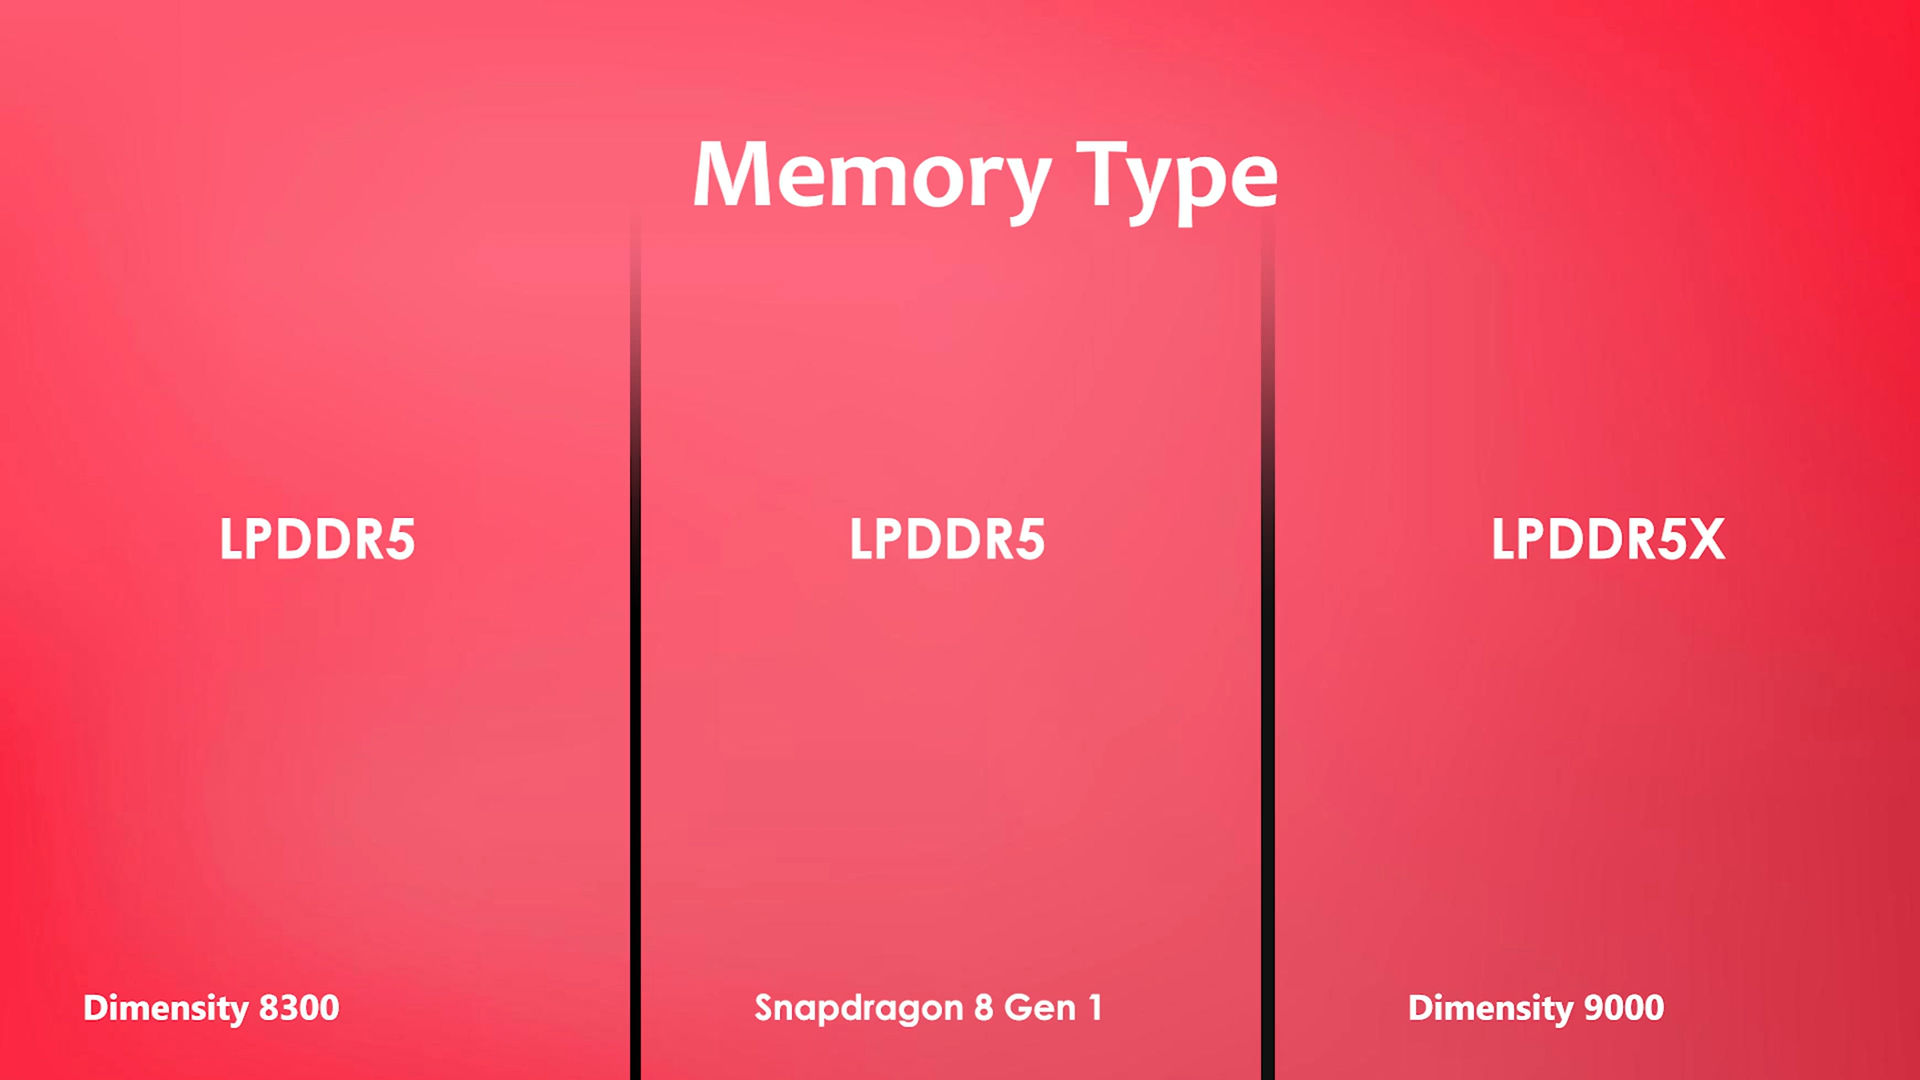 Memory Type
LPDDR5
LPDDR5
LPDDR5X
Dimensity 8300
Snapdragon 8 Gen 1
Dimensity 9000